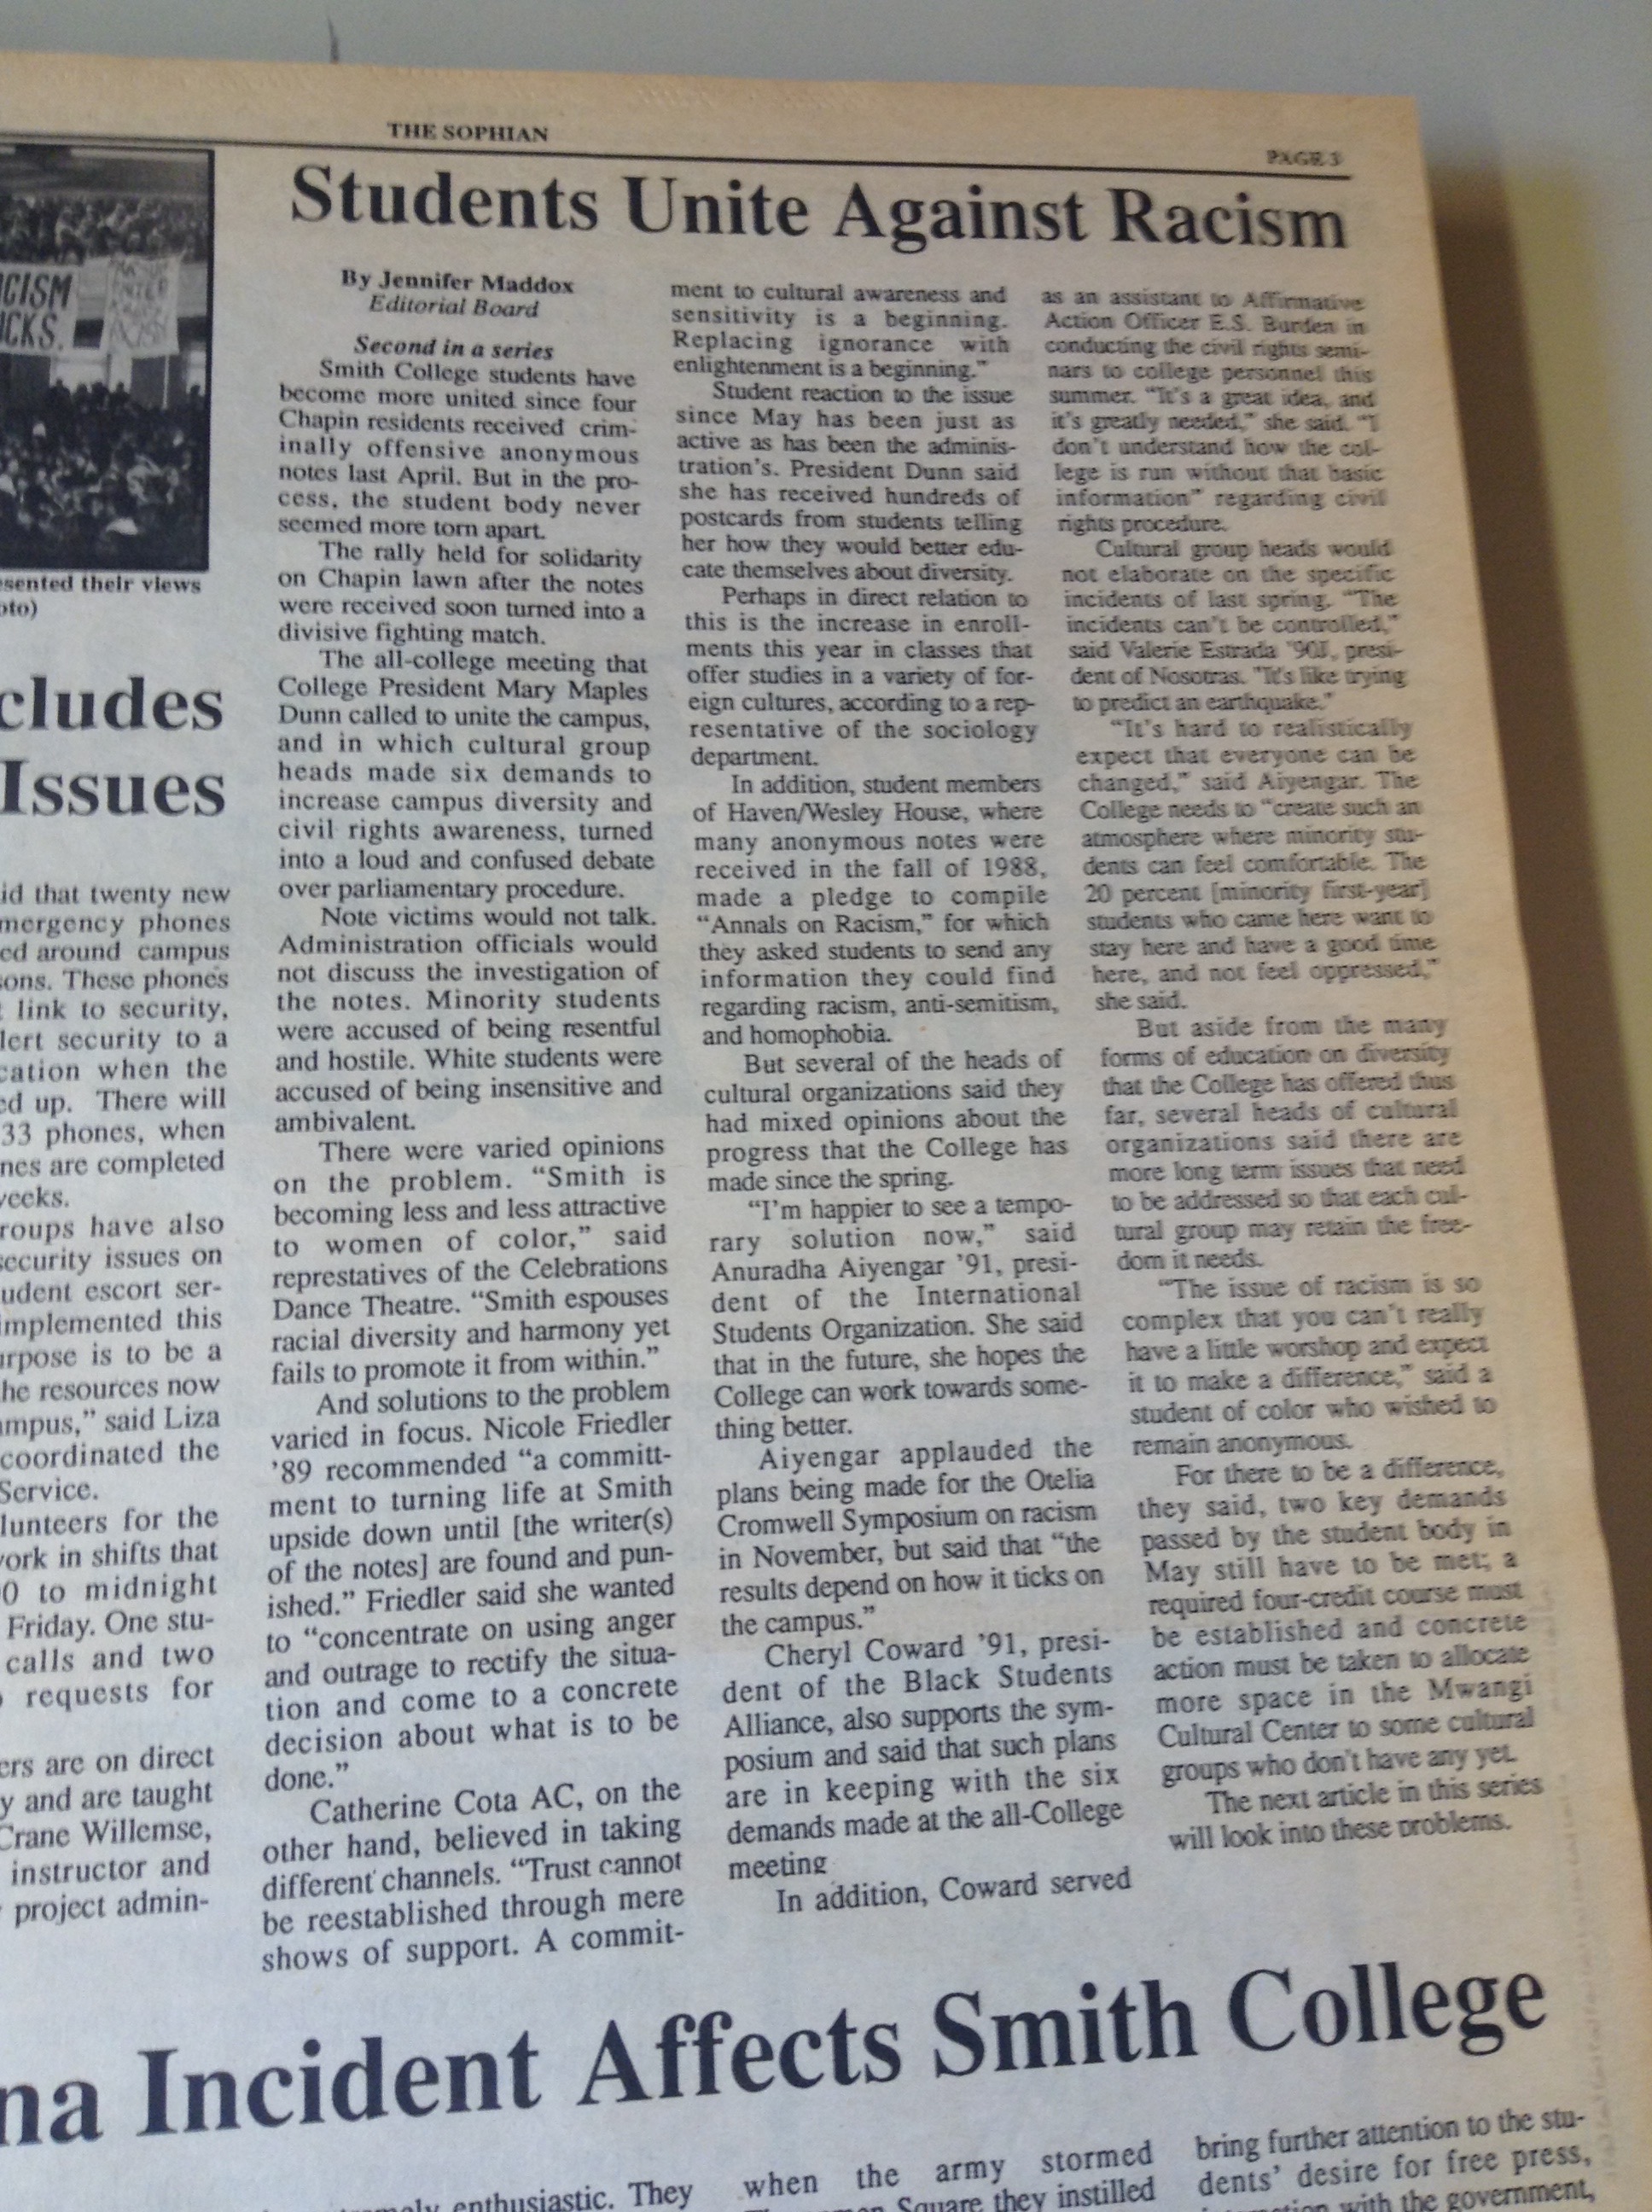 THE SOPHIAN
PAGE 3
CISM
CKS.
esented their views
oto)
cludes
Issues
id that twenty new
mergency phones
ed around campus
sons. These phones
link to security,
lert security to a
cation when the
ed up. There will
33 phones, when
nes are completed
weeks.
roups have also
security issues on
udent escort ser-
implemented this
urpose is to be a
he resources now
ampus,” said Liza
coordinated the
Service.
lunteers for the
work in shifts that
0 to midnight
Friday. One stu-
calls and two
requests for
ers are on direct
y and are taught
Crane Willemse,
instructor and
project admin-
Students Unite Against Racism
By Jennifer Maddox
Editorial Board
Second in a series
Smith College students have
become more united since four
Chapin residents received crim-
inally offensive anonymous
notes last April. But in the pro-
cess, the student body never
seemed more torn apart.
The rally held for solidarity
on Chapin lawn after the notes
were received soon turned into a
divisive fighting match.
The all-college meeting that
College President Mary Maples
Dunn called to unite the campus,
and in which cultural group
heads made six demands to
increase campus diversity and
civil rights awareness, turned
into a loud and confused debate
over parliamentary procedure.
Note victims would not talk.
Administration officials would
not discuss the investigation of
the notes. Minority students
were accused of being resentful
and hostile. White students were
accused of being insensitive and
ambivalent.
There were varied opinions
on the problem. “Smith is
becoming less and less attractive
to women of color,” said
represtatives of the Celebrations
Dance Theatre. “Smith espouses
racial diversity and harmony yet
fails to promote it from within.”
And solutions to the problem
varied in focus. Nicole Friedler
’89 recommended “a committ-
ment to turning life at Smith
upside down until [the writer(s)
of the notes] are found and pun-
ished.” Friedler said she wanted
to “concentrate on using anger
and outrage to rectify the situa-
tion and come to a concrete
decision about what is to be
done.”
Catherine Cota AC, on the
other hand, believed in taking
different channels. “Trust cannot
be reestablished through mere
shows of support. A commit-
ment to cultural awareness and
sensitivity is a beginning.
Replacing ignorance with
enlightenment is a beginning.”
Student reaction to the issue
since May has been just as
active as has been the adminis-
tration’s. President Dunn said
she has received hundreds of
postcards from students telling
her how they would better edu-
cate themselves about diversity.
Perhaps in direct relation to
this is the increase in enroll-
ments this year in classes that
offer studies in a variety of for-
eign cultures, according to a rep-
resentative of the sociology
department.
In addition, student members
of Haven/Wesley House, where
many anonymous notes were
received in the fall of 1988,
made a pledge to compile
“Annals on Racism,” for which
they asked students to send any
information they could find
regarding racism, anti-semitism,
and homophobia.
But several of the heads of
cultural organizations said they
had mixed opinions about the
progress that the College has
made since the spring.
“I’m happier to see a tempo-
rary solution now,” said
Anuradha Aiyengar ’91, presi-
dent of the International
Students Organization. She said
that in the future, she hopes the
College can work towards some-
thing better.
Aiyengar applauded the
plans being made for the Otelia
Cromwell Symposium on racism
in November, but said that “the
results depend on how it ticks on
the campus.”
Cheryl Coward ’91, presi-
dent of the Black Students
Alliance, also supports the sym-
posium and said that such plans
are in keeping with the six
demands made at the all-College
meeting
In addition, Coward served
as an assistant to Affirmative
Action Officer E.S. Burden in
conducting the civil rights semi-
nars to college personnel this
summer. “It’s a great idea, and
it’s greatly needed,” she said. “I
don’t understand how the col-
lege is run without that basic
information” regarding civil
rights procedure.
Cultural group heads would
not elaborate on the specific
incidents of last spring. “The
incidents can’t be controlled,”
said Valerie Estrada ’90J, presi-
dent of Nosotras. "It’s like trying
to predict an earthquake."
“It’s hard to realistically
expect that everyone can be
changed,” said Aiyengar. The
College needs to “create such an
atmosphere where minority stu-
dents can feel comfortable. The
20 percent [minority first-year]
students who came here want to
stay here and have a good time
here, and not feel oppressed,”
she said.
But aside from the many
forms of education on diversity
that the College has offered thus
far, several heads of cultural
organizations said there are
more long term issues that need
to be addressed so that each cul-
tural group may retain the free-
dom it needs.
“The issue of racism is so
complex that you can’t really
have a little worshop and expect
it to make a difference,” said a
student of color who wished to
remain anonymous.
For there to be a difference,
they said, two key demands
passed by the student body in
May still have to be met; a
required four-credit course must
be established and concrete
action must be taken to allocate
more space in the Mwangi
Cultural Center to some cultural
groups who don’t have any yet.
The next article in this series
will look into these problems.
na Incident Affects Smith College
enthusiastic. They
when the army stormed
Square they instilled
bring further attention to the stu-
dents’ desire for free press,
with the government,